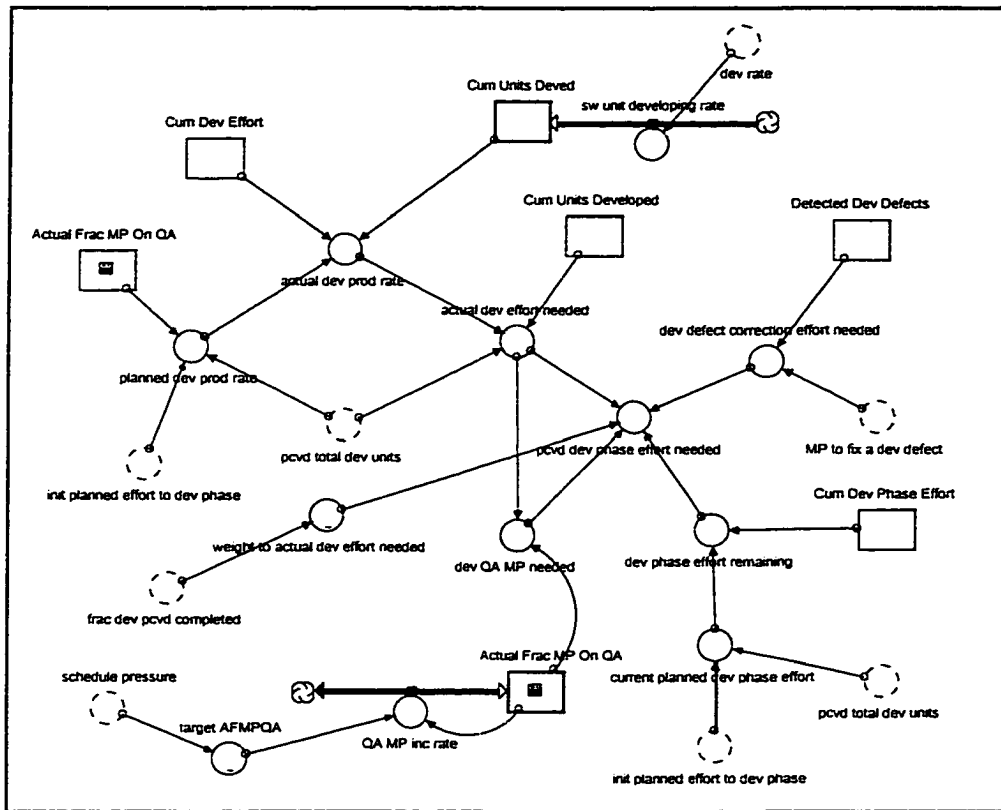 dev rate
Cum Units Deved
sw unit developing rate
Cum Dev Effort
Cum Units Developed
Detected Dev Defects
Actual Frac MP On QA
actual dev prod rate
actual dev effort needed
dev defect correction effort needed
planned dev prod rate
pcvd total dev units
pcvd dev phase effort needed
MP to fix a dev defect
init planned effort to dev phase
Cum Dev Phase Effort
weight to actual dev effort needed
dev QA MP needed
dev phase effort remaining
frac dev pcvd completed
Actual Frac MP On QA
schedule pressure
current planned dev phase effort
target AFMPQA
QA MP inc rate
pcvd total dev units
init planned effort to dev phase